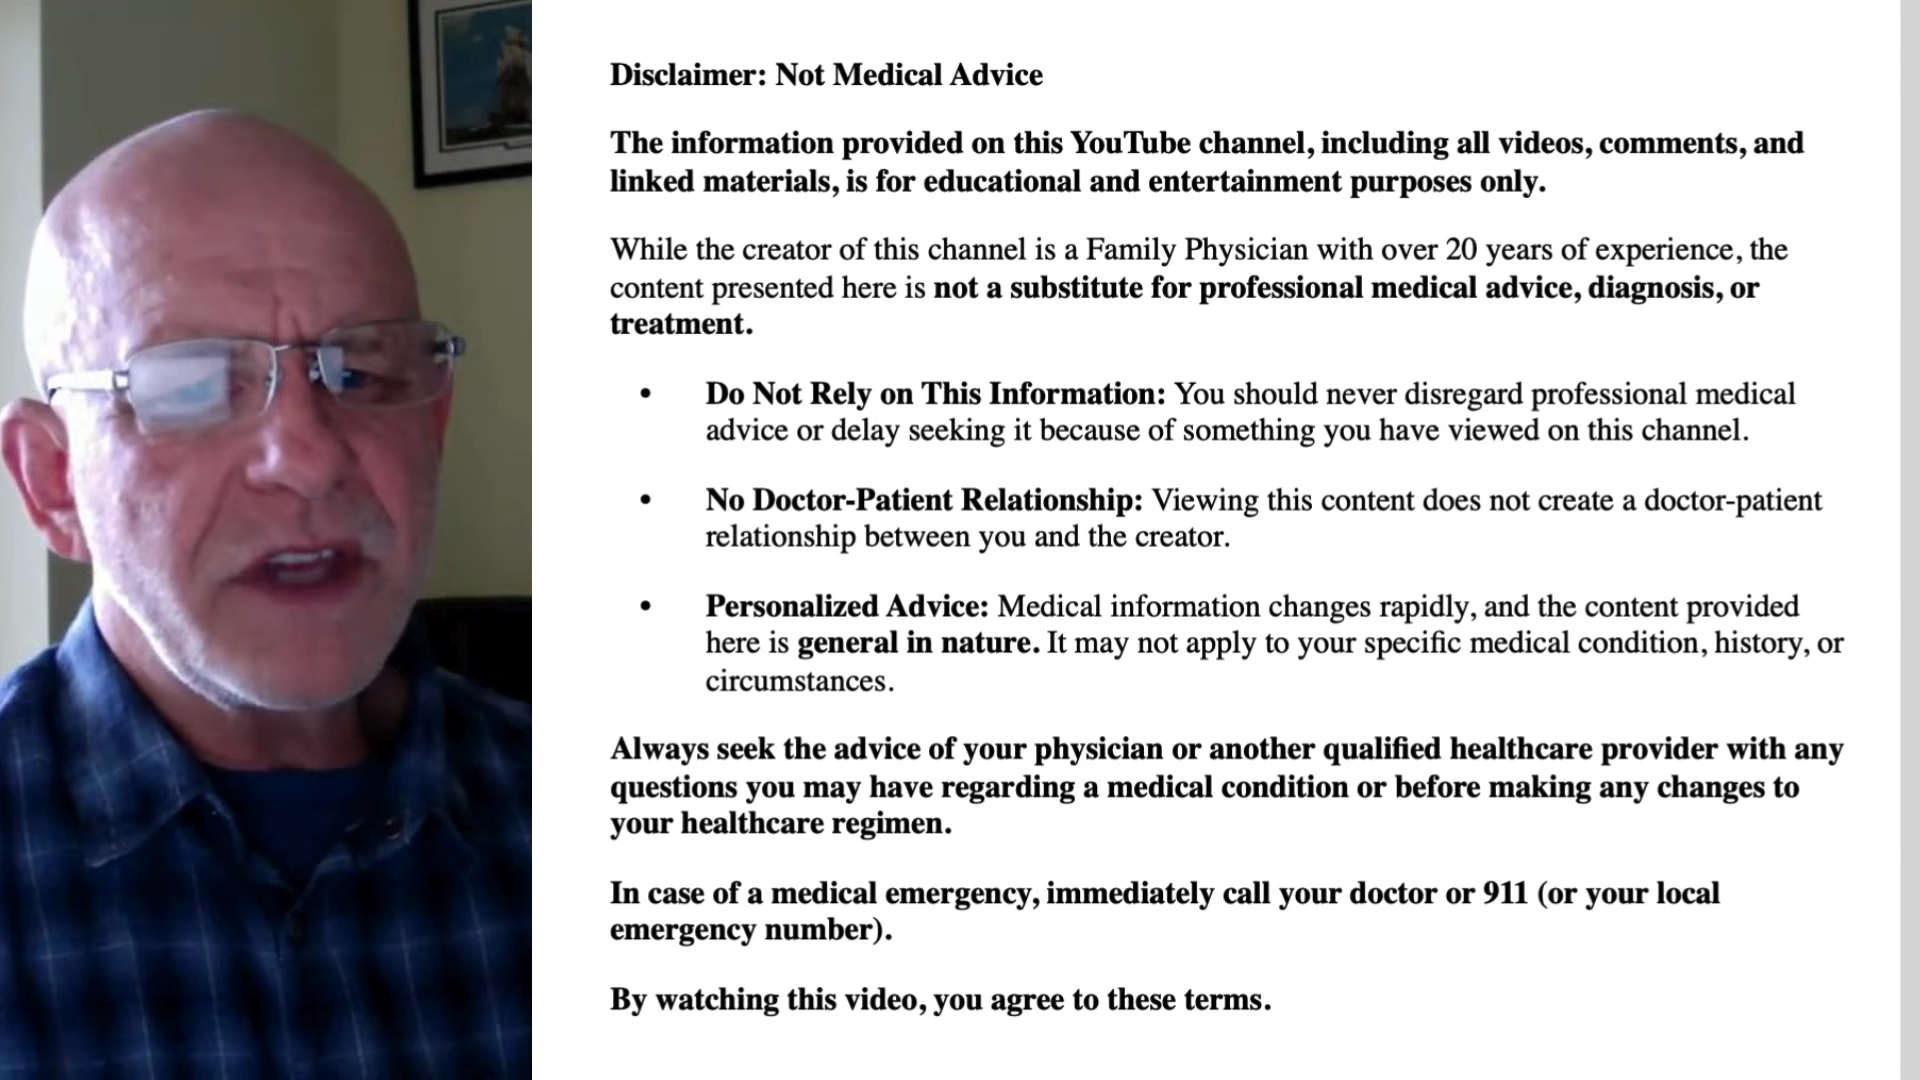 Disclaimer: Not Medical Advice
The information provided on this YouTube channel, including all videos, comments, and
linked materials, is for educational and entertainment purposes only.
While the creator of this channel is a Family Physician with over 20 years of experience, the
content presented here is not a substitute for professional medical advice, diagnosis, or
treatment.
• Do Not Rely on This Information: You should never disregard professional medical
advice or delay seeking it because of something you have viewed on this channel.
• No Doctor-Patient Relationship: Viewing this content does not create a doctor-patient
relationship between you and the creator.
• Personalized Advice: Medical information changes rapidly, and the content provided
here is general in nature. It may not apply to your specific medical condition, history, or
circumstances.
Always seek the advice of your physician or another qualified healthcare provider with any
questions you may have regarding a medical condition or before making any changes to
your healthcare regimen.
In case of a medical emergency, immediately call your doctor or 911 (or your local
emergency number).
By watching this video, you agree to these terms.